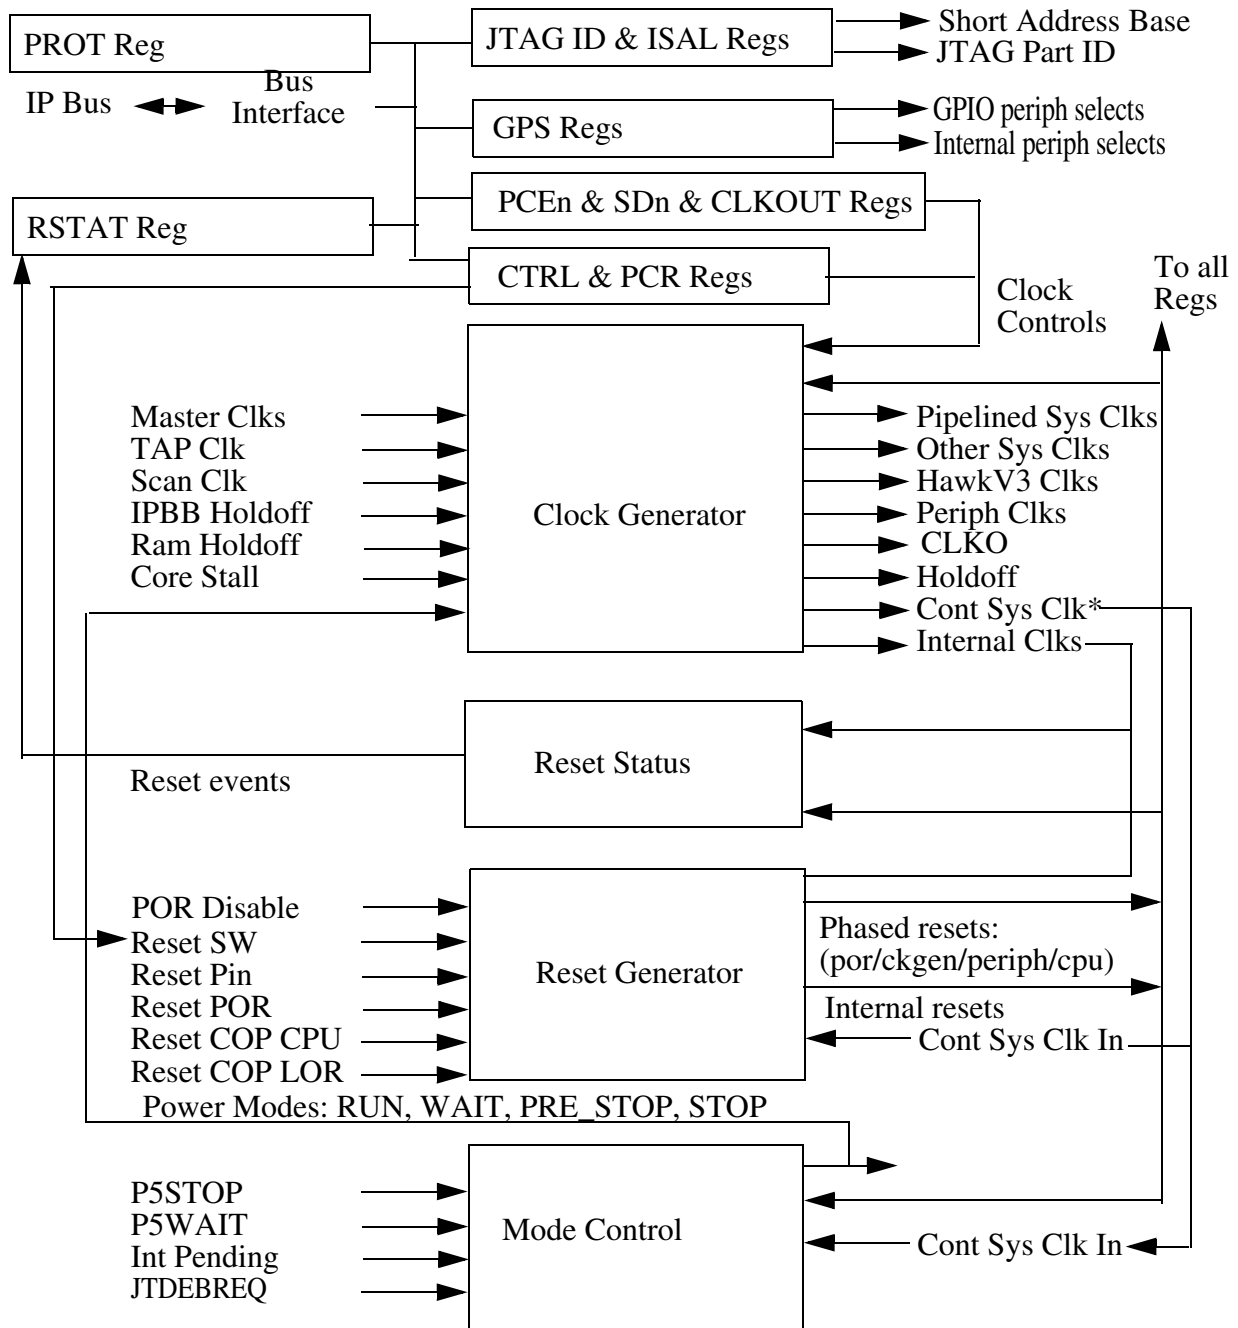 PROT Reg
JTAG ID & ISAL Regs
Short Address Base
JTAG Part ID
IP Bus
Bus
Interface
GPS Regs
GPIO periph selects
Internal periph selects
RSTAT Reg
PCEn & SDn & CLKOUT Regs
CTRL & PCR Regs
Clock
Controls
To all
Regs
Master Clks
TAP Clk
Scan Clk
IPBB Holdoff
Ram Holdoff
Core Stall
Clock Generator
Pipelined Sys Clks
Other Sys Clks
HawkV3 Clks
Periph Clks
CLKO
Holdoff
Cont Sys Clk*
Internal Clks
Reset Status
Reset events
POR Disable
Reset SW
Reset Pin
Reset POR
Reset COP CPU
Reset COP LOR
Reset Generator
Phased resets:
(por/ckgen/periph/cpu)
Internal resets
Cont Sys Clk In
Power Modes: RUN, WAIT, PRE_STOP, STOP
P5STOP
P5WAIT
Int Pending
JTDEBREQ
Mode Control
Cont Sys Clk In